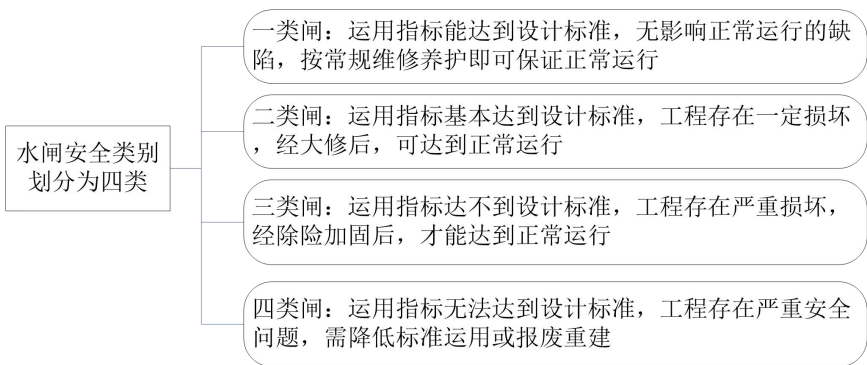 水闸安全类别
划分为四类
一类闸：运用指标能达到设计标准，无影响正常运行的缺
陷，按常规维修养护即可保证正常运行
二类闸：运用指标基本达到设计标准，工程存在一定损坏
，经大修后，可达到正常运行
三类闸：运用指标达不到设计标准，工程存在严重损坏，
经除险加固后，才能达到正常运行
四类闸：运用指标无法达到设计标准，工程存在严重安全
问题，需降低标准运用或报废重建